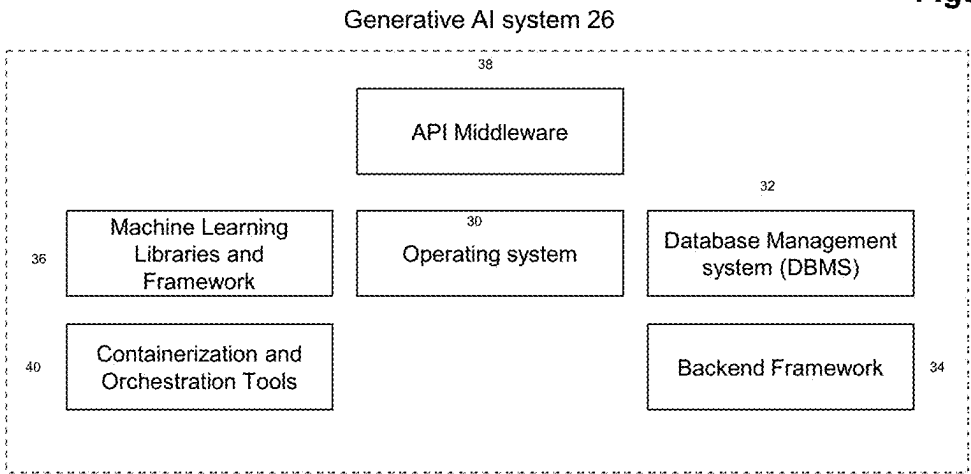 Generative AI system 26
38
API Middleware
32
36
Machine Learning
Libraries and
Framework
30
Operating system
Database Management
system (DBMS)
40
Containerization and
Orchestration Tools
Backend Framework
34